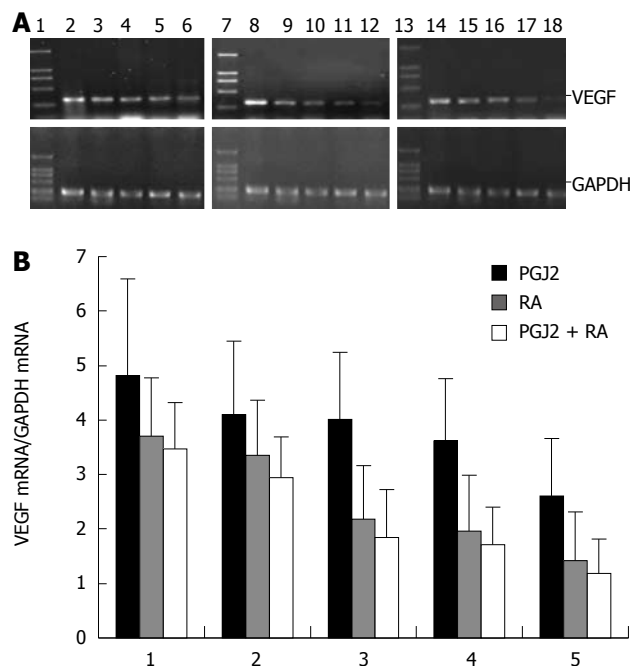 A 1 2 3 4 5 6 7 8 9 10 11 12 13 14 15 16 17 18
VEGF
GAPDH
B
7
6
5
4
3
2
1
0
VEGF mRNA/GAPDH mRNA
PGJ2
RA
PGJ2 + RA
1 2 3 4 5